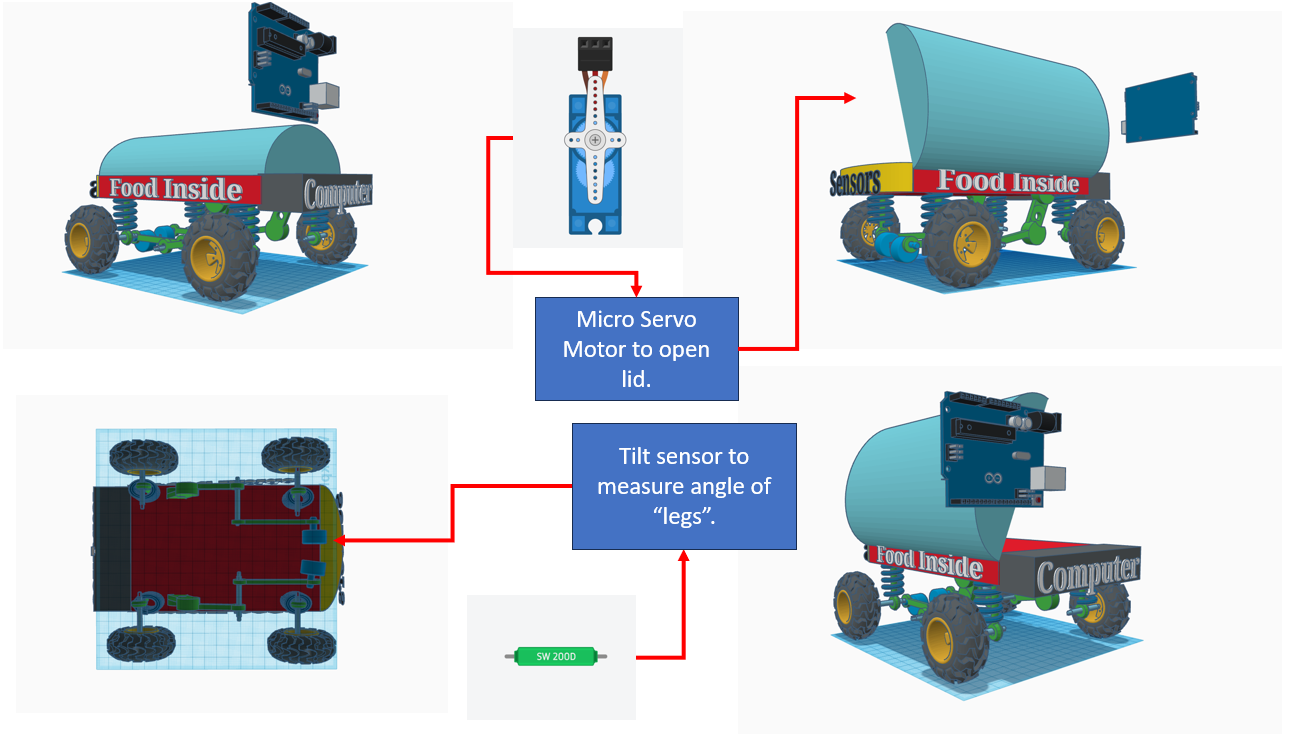 Food Inside
Computer
Sensors
Food Inside
Micro Servo
Motor to open
lid.
Tilt sensor to
measure angle of
“legs”.
SW 200D
Food Inside
Computer